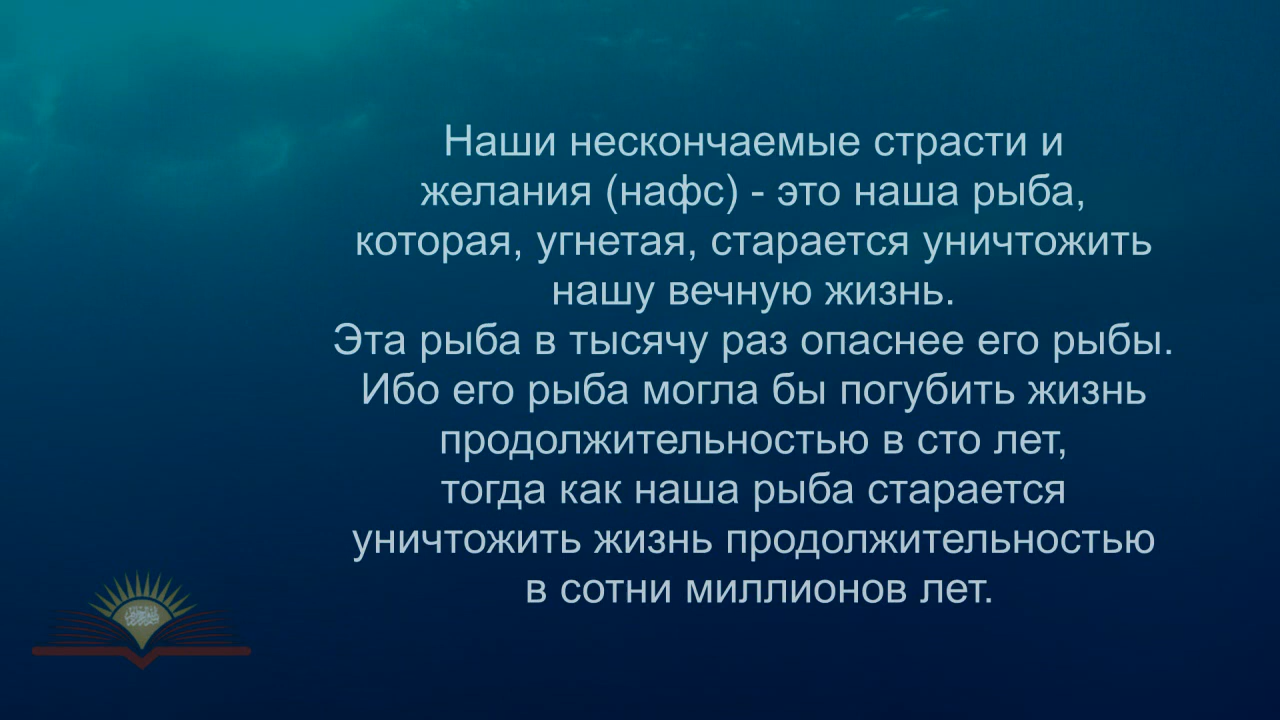 Наши нескончаемые страсти и
желания (нафс) - это наша рыба,
которая, угнетая, старается уничтожить
нашу вечную жизнь.
Эта рыба в тысячу раз опаснее его рыбы.
Ибо его рыба могла бы погубить жизнь
продолжительностью в сто лет,
тогда как наша рыба старается
уничтожить жизнь продолжительностью
в сотни миллионов лет.